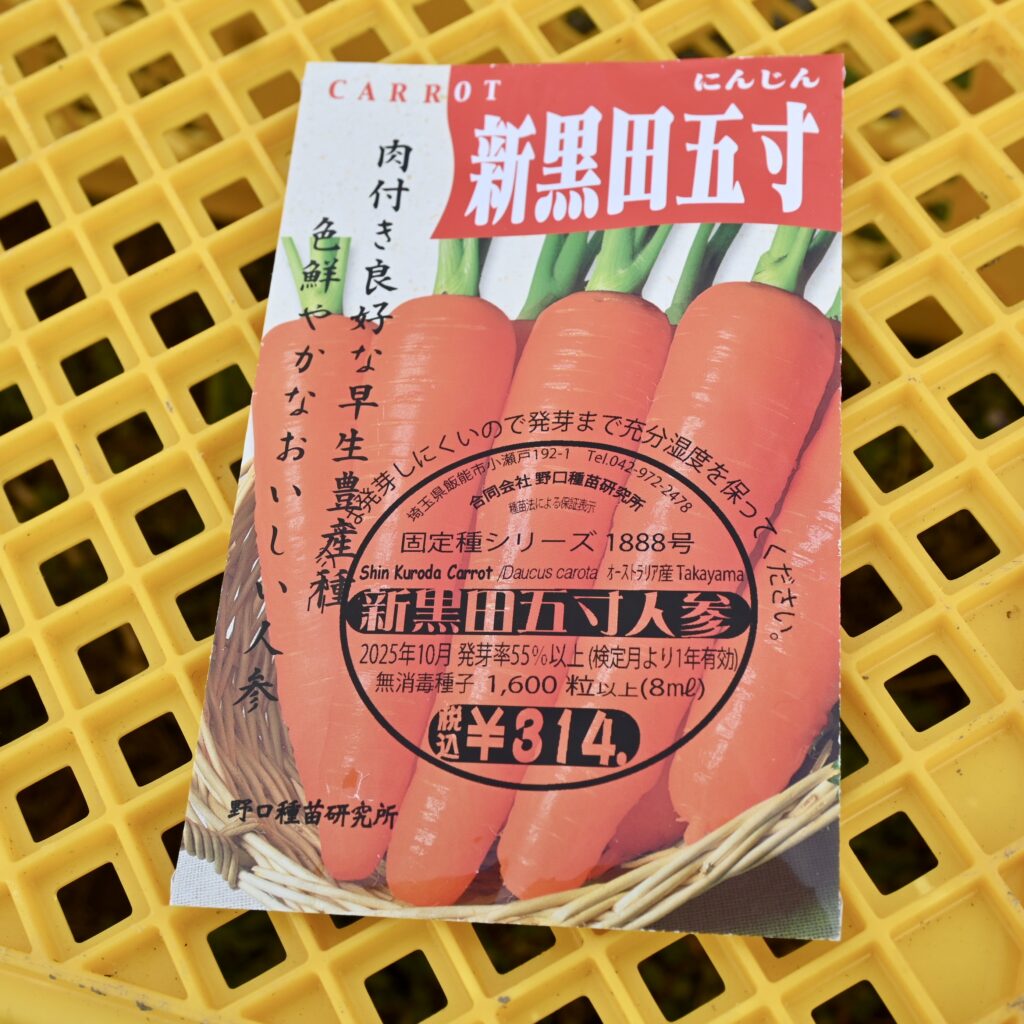 CARROT
にんじん
新黒田五寸
肉付き良好な早生豊産種
色鮮やかなおいしい人参
発芽しにくいので発芽まで充分湿度を保ってください。
埼玉県飯能市小瀬戸192-1 Tel.042-972-2478
合同会社 野口種苗研究所
種苗法による保証表示
固定種シリーズ 1888号
Shin Kuroda Carrot /Daucus carota オーストラリア産 Takayama
新黒田五寸人参
2025年10月 発芽率55%以上 (検定月より1年有効)
無消毒種子 1,600 粒以上(8㎖)
税込 ¥314.
野口種苗研究所